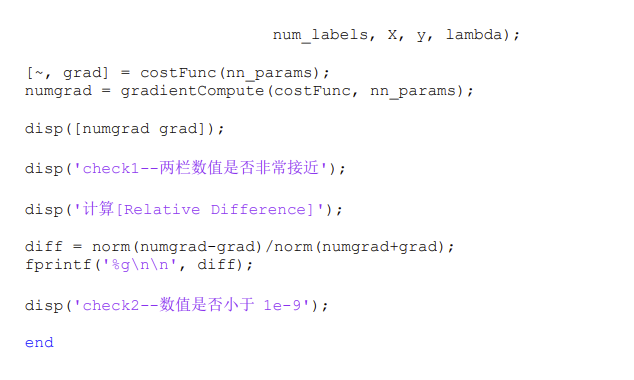 num_labels, X, y, lambda);
[~, grad] = costFunc(nn_params);
numgrad = gradientCompute(costFunc, nn_params);
disp([numgrad grad]);
disp('check1--两栏数值是否非常接近');
disp('计算[Relative Difference]');
diff = norm(numgrad-grad)/norm(numgrad+grad);
fprintf('%g\n\n', diff);
disp('check2--数值是否小于 1e-9');
end